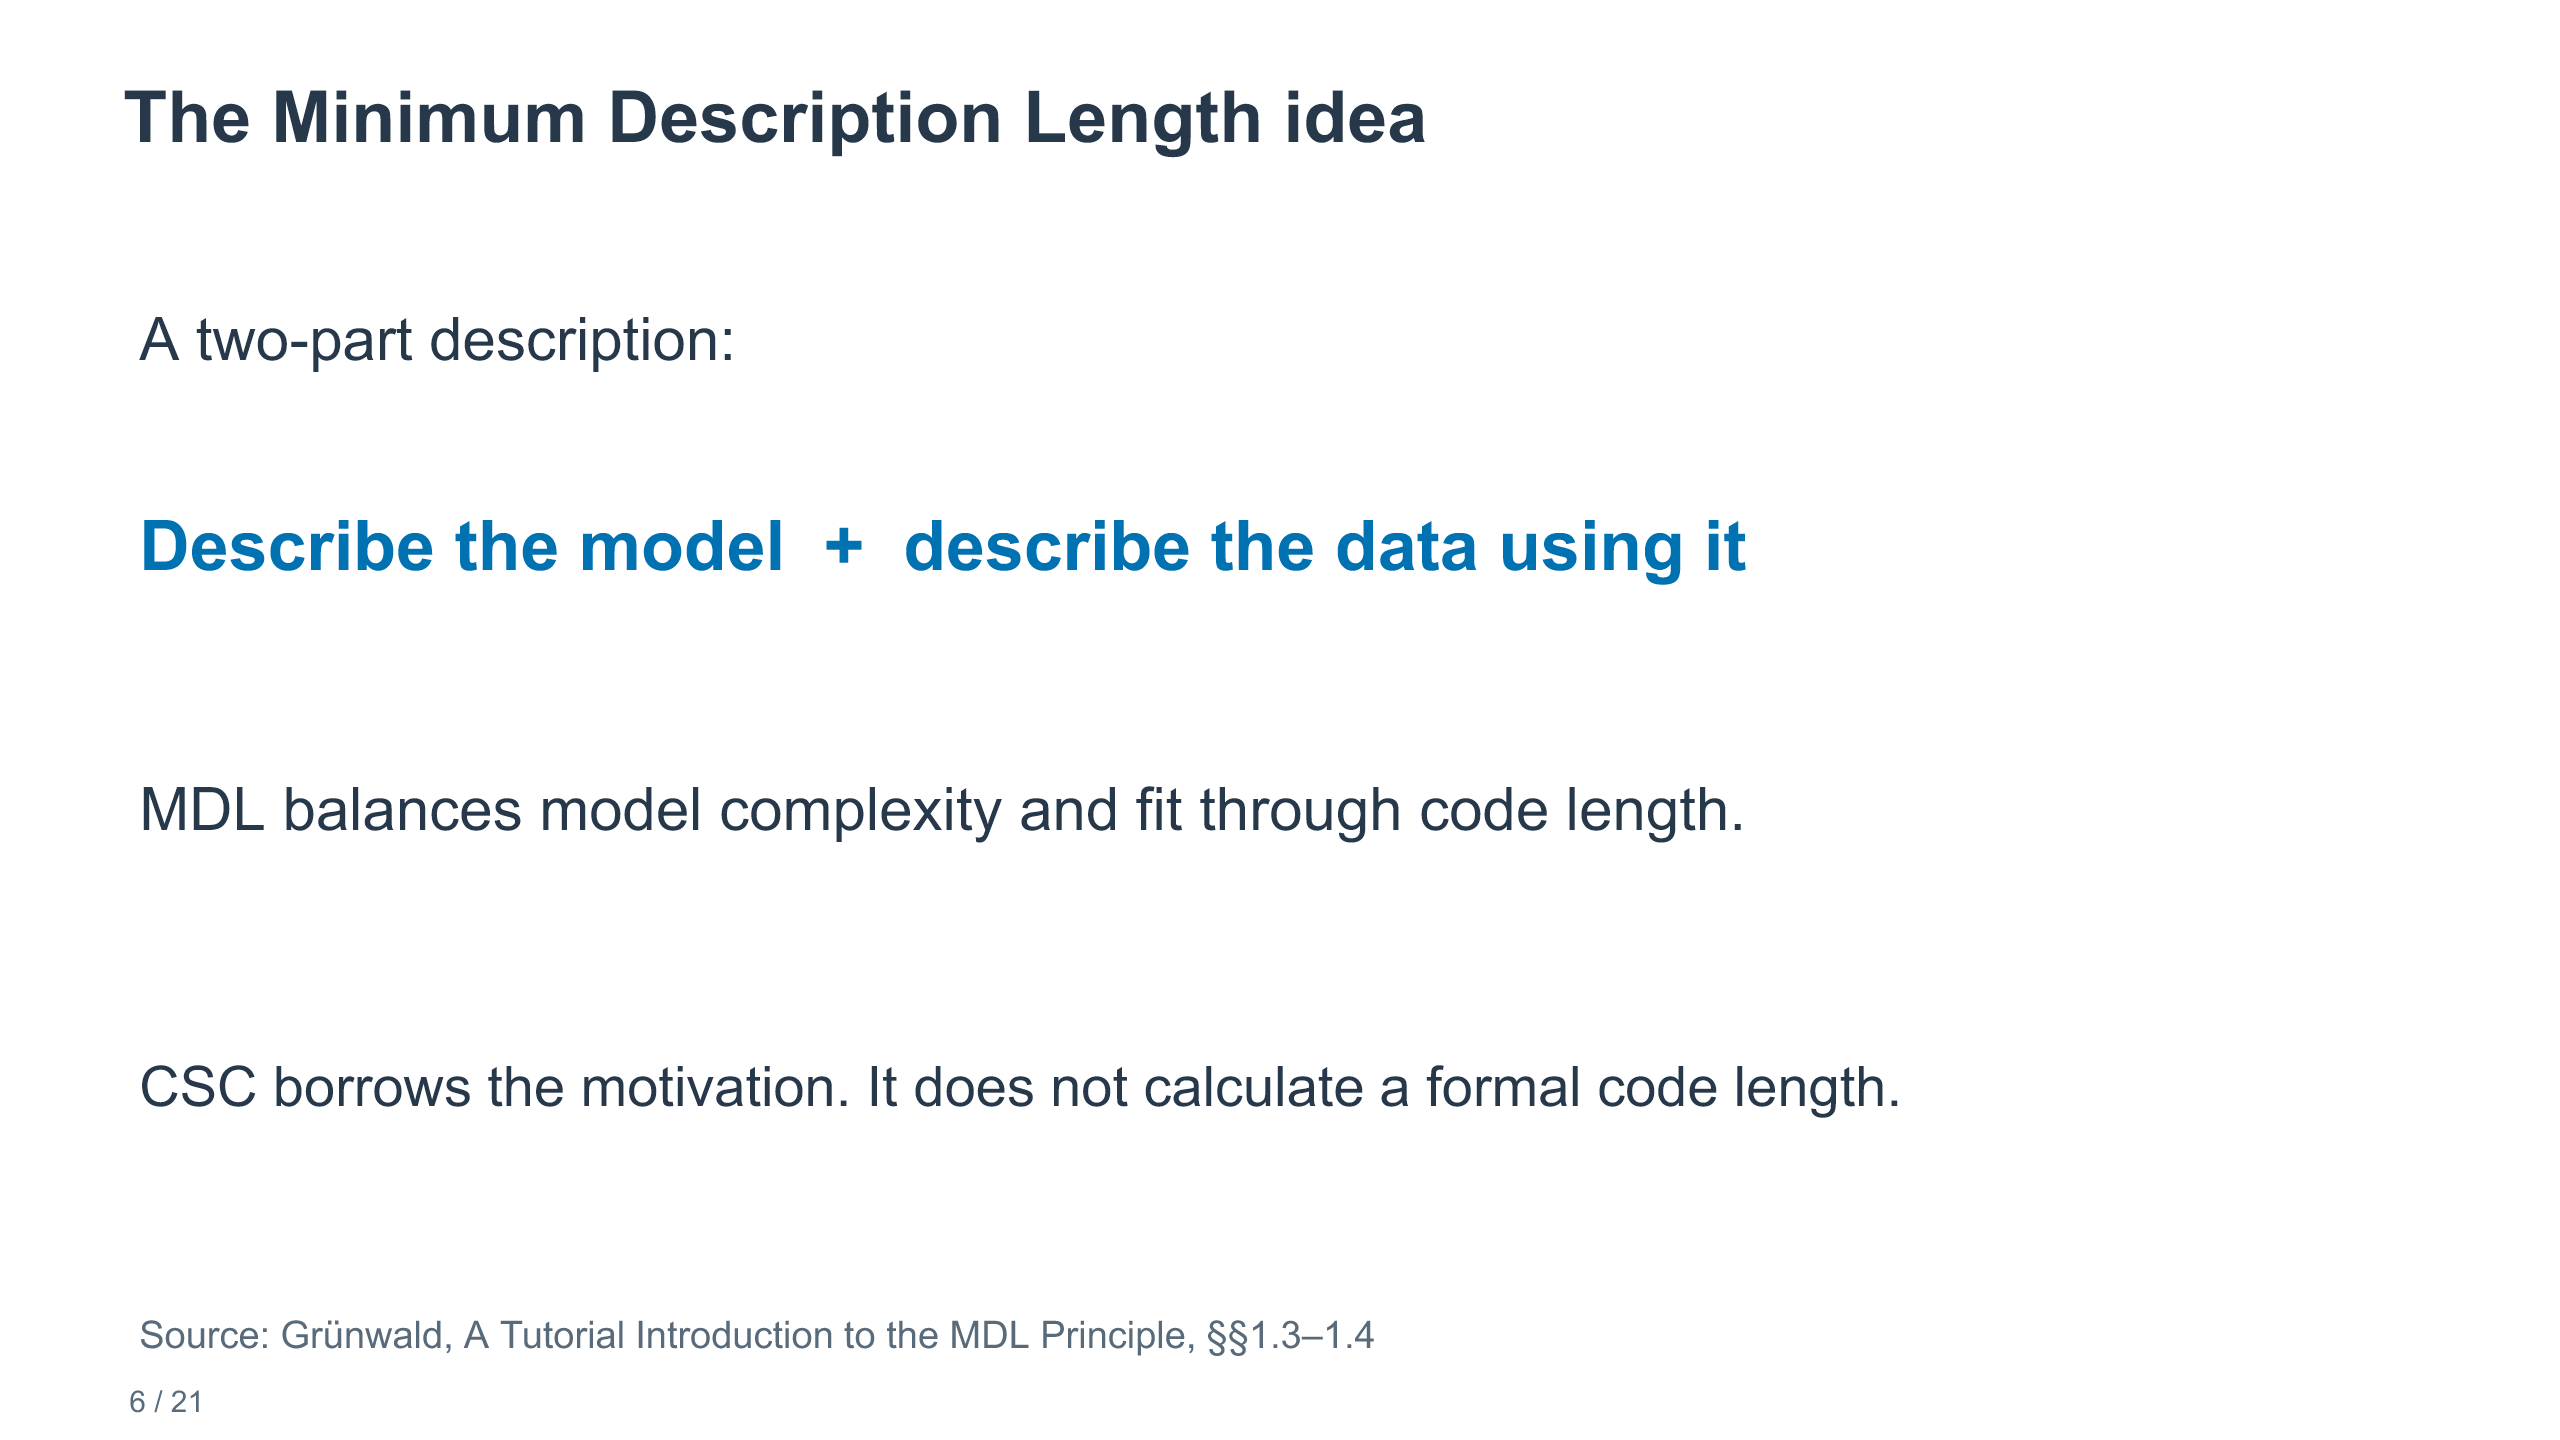 The Minimum Description Length idea
A two-part description:
Describe the model + describe the data using it
MDL balances model complexity and fit through code length.
CSC borrows the motivation. It does not calculate a formal code length.
Source: Grünwald, A Tutorial Introduction to the MDL Principle, §§1.3–1.4
6 / 21